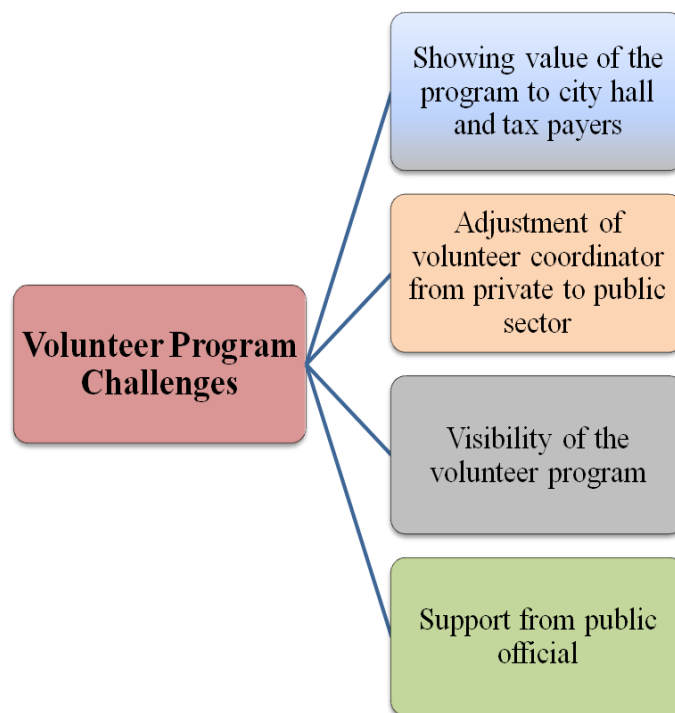 Showing value of the
program to city hall
and tax payers
Adjustment of
volunteer coordinator
from private to public
sector
Volunteer Program
Challenges
Visibility of the
volunteer program
Support from public
official